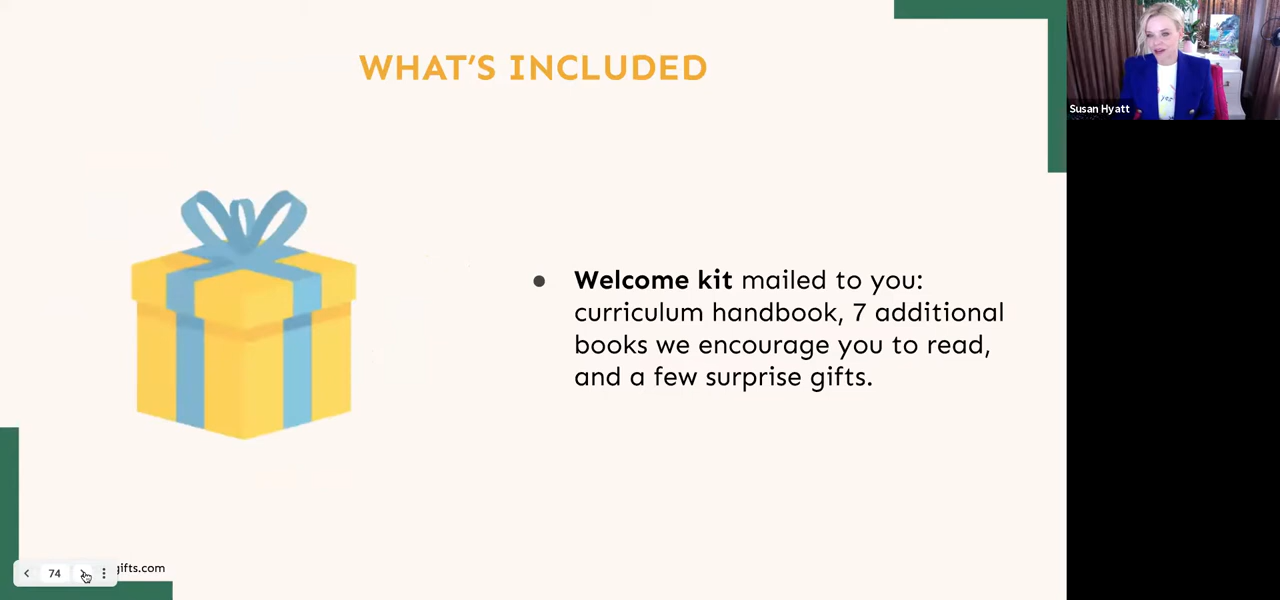 WHAT'S INCLUDED
Susan Hyatt
● Welcome kit mailed to you:
curriculum handbook, 7 additional
books we encourage you to read,
and a few surprise gifts.
74
gifts.com